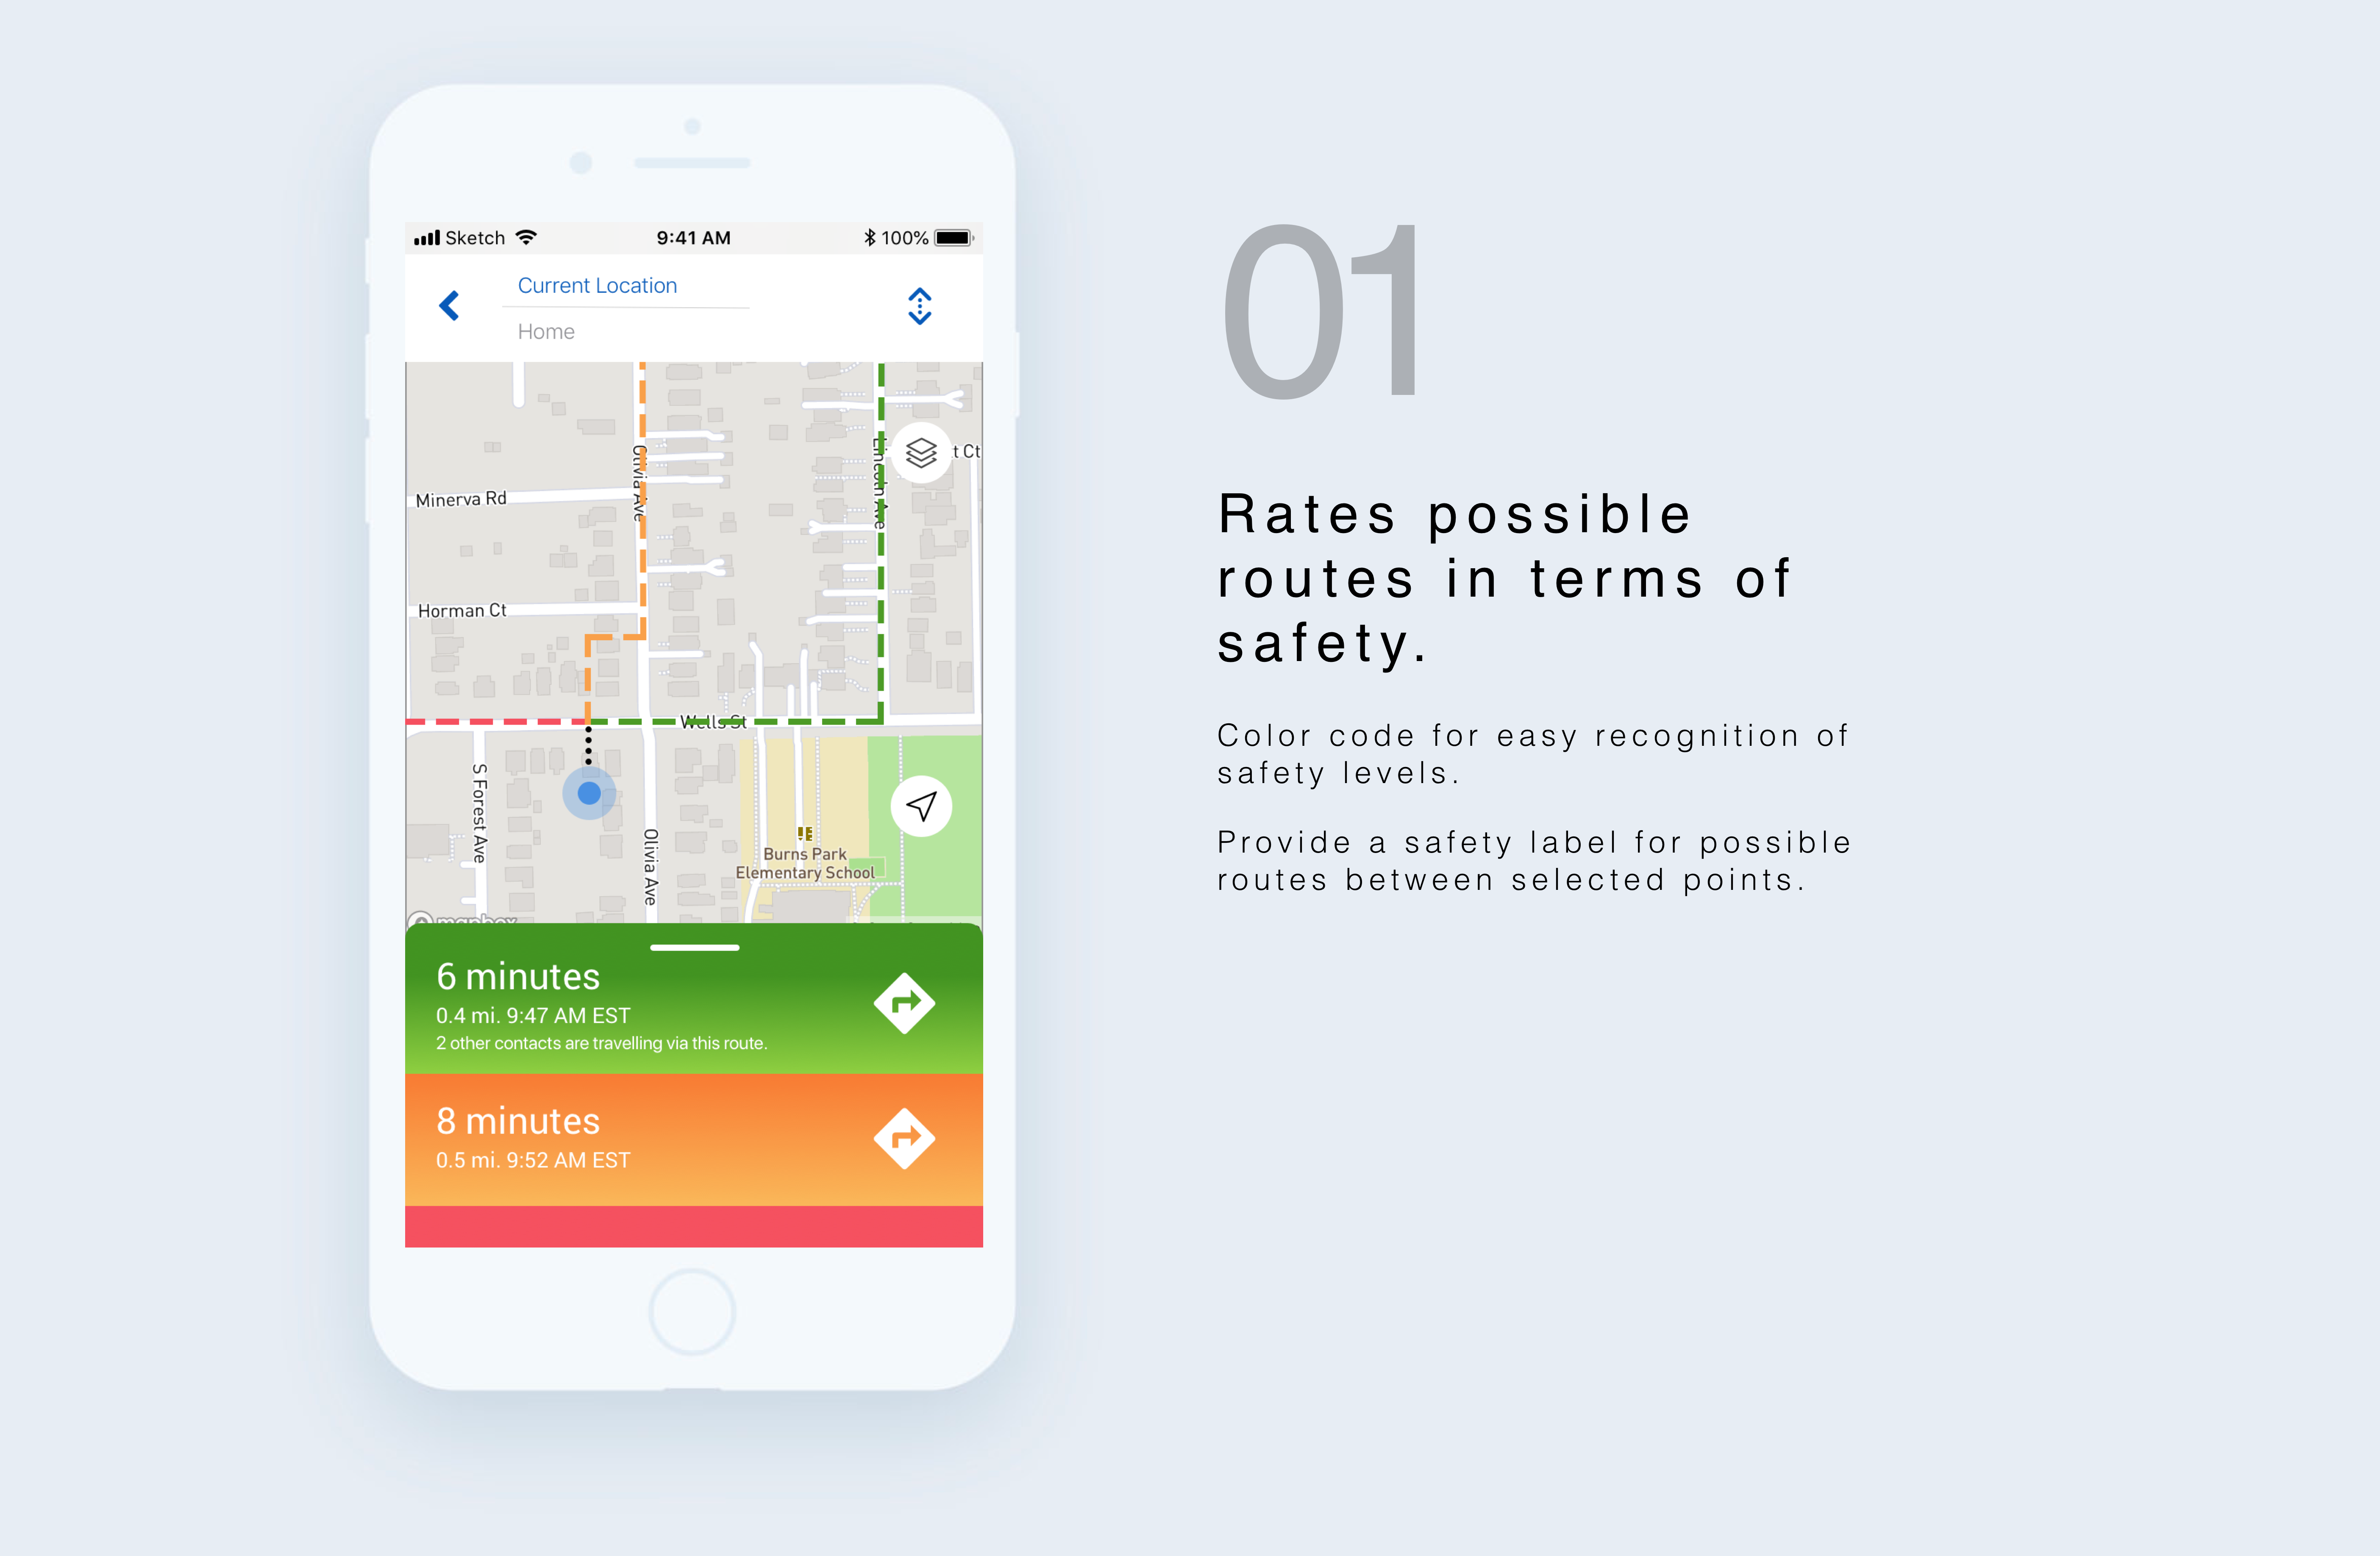 Sketch 9:41 AM 100%
Current Location
Home
Olivia Ave
Lincoln Ave
t Ct
Minerva Rd
Horman Ct
Wells St
S Forest Ave
Olivia Ave
Burns Park
Elementary School
mapbox
6 minutes
0.4 mi. 9:47 AM EST
2 other contacts are travelling via this route.
8 minutes
0.5 mi. 9:52 AM EST
01
Rates possible
routes in terms of
safety.
Color code for easy recognition of
safety levels.
Provide a safety label for possible
routes between selected points.